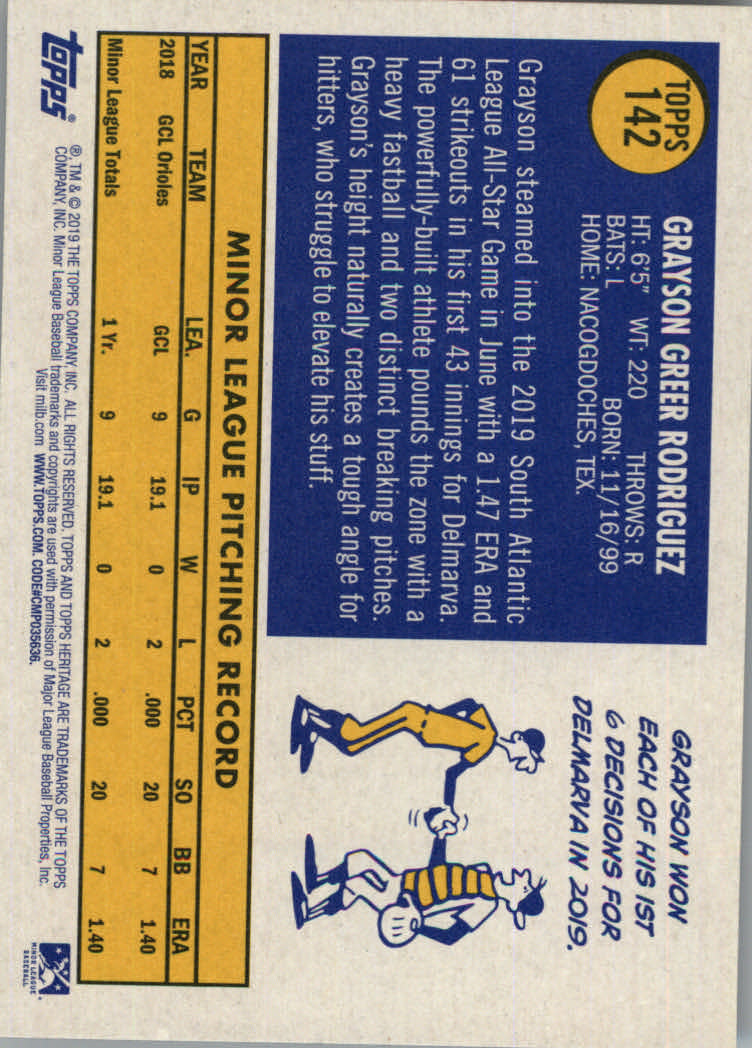 TOPPS
142
GRAYSON GREER RODRIGUEZ
HT: 6'5" WT: 220 THROWS: R
BATS: L BORN: 11/16/99
HOME: NACOGDOCHES, TEX.
Grayson steamed into the 2019 South Atlantic
League All-Star Game in June with a 1.47 ERA and
61 strikeouts in his first 43 innings for Delmarva.
The powerfully-built athlete pounds the zone with a
heavy fastball and two distinct breaking pitches.
Grayson's height naturally creates a tough angle for
hitters, who struggle to elevate his stuff.
GRAYSON WON
EACH OF HIS 1ST
6 DECISIONS FOR
DELMARVA IN 2019.
MINOR LEAGUE PITCHING RECORD
YEAR TEAM LEA. G IP W L PCT SO BB ERA
2018 GCL Orioles GCL 9 19.1 0 2 .000 20 7 1.40
Minor League Totals 1 Yr. 9 19.1 0 2 .000 20 7 1.40
topps®
®, TM & © 2019 THE TOPPS COMPANY, INC. ALL RIGHTS RESERVED. TOPPS AND TOPPS HERITAGE ARE TRADEMARKS OF THE TOPPS
COMPANY, INC. Minor League Baseball trademarks and copyrights are used with permission of Major League Baseball Properties, Inc.
Visit milb.com WWW.TOPPS.COM. CODE#CMP035636.
MINOR LEAGUE
BASEBALL®